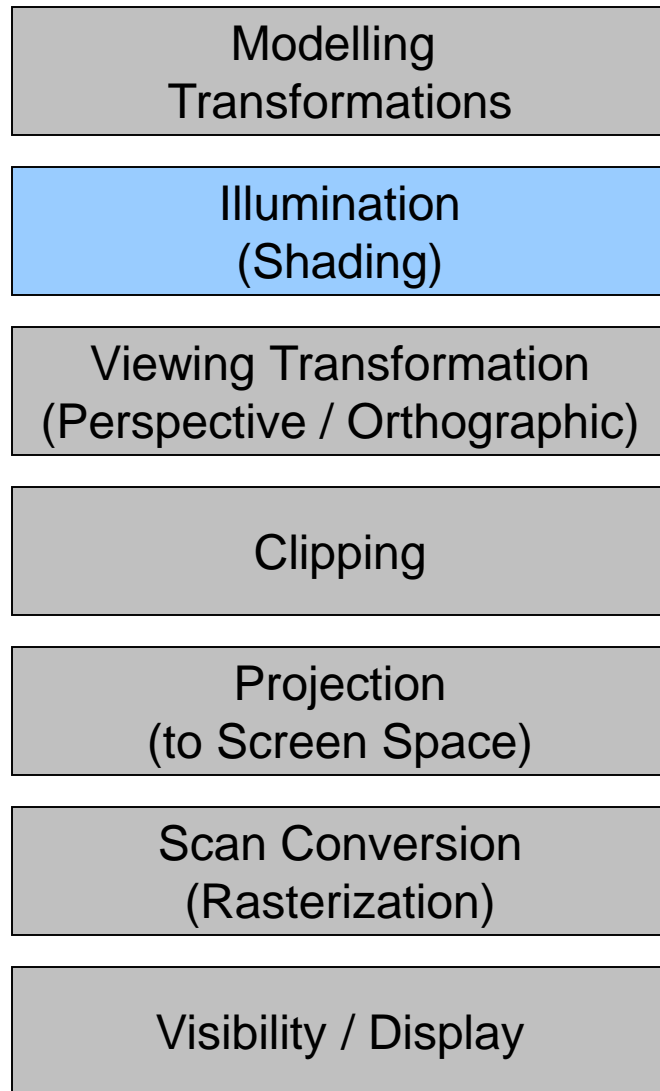 Modelling
Transformations
Illumination
(Shading)
Viewing Transformation
(Perspective / Orthographic)
Clipping
Projection
(to Screen Space)
Scan Conversion
(Rasterization)
Visibility / Display